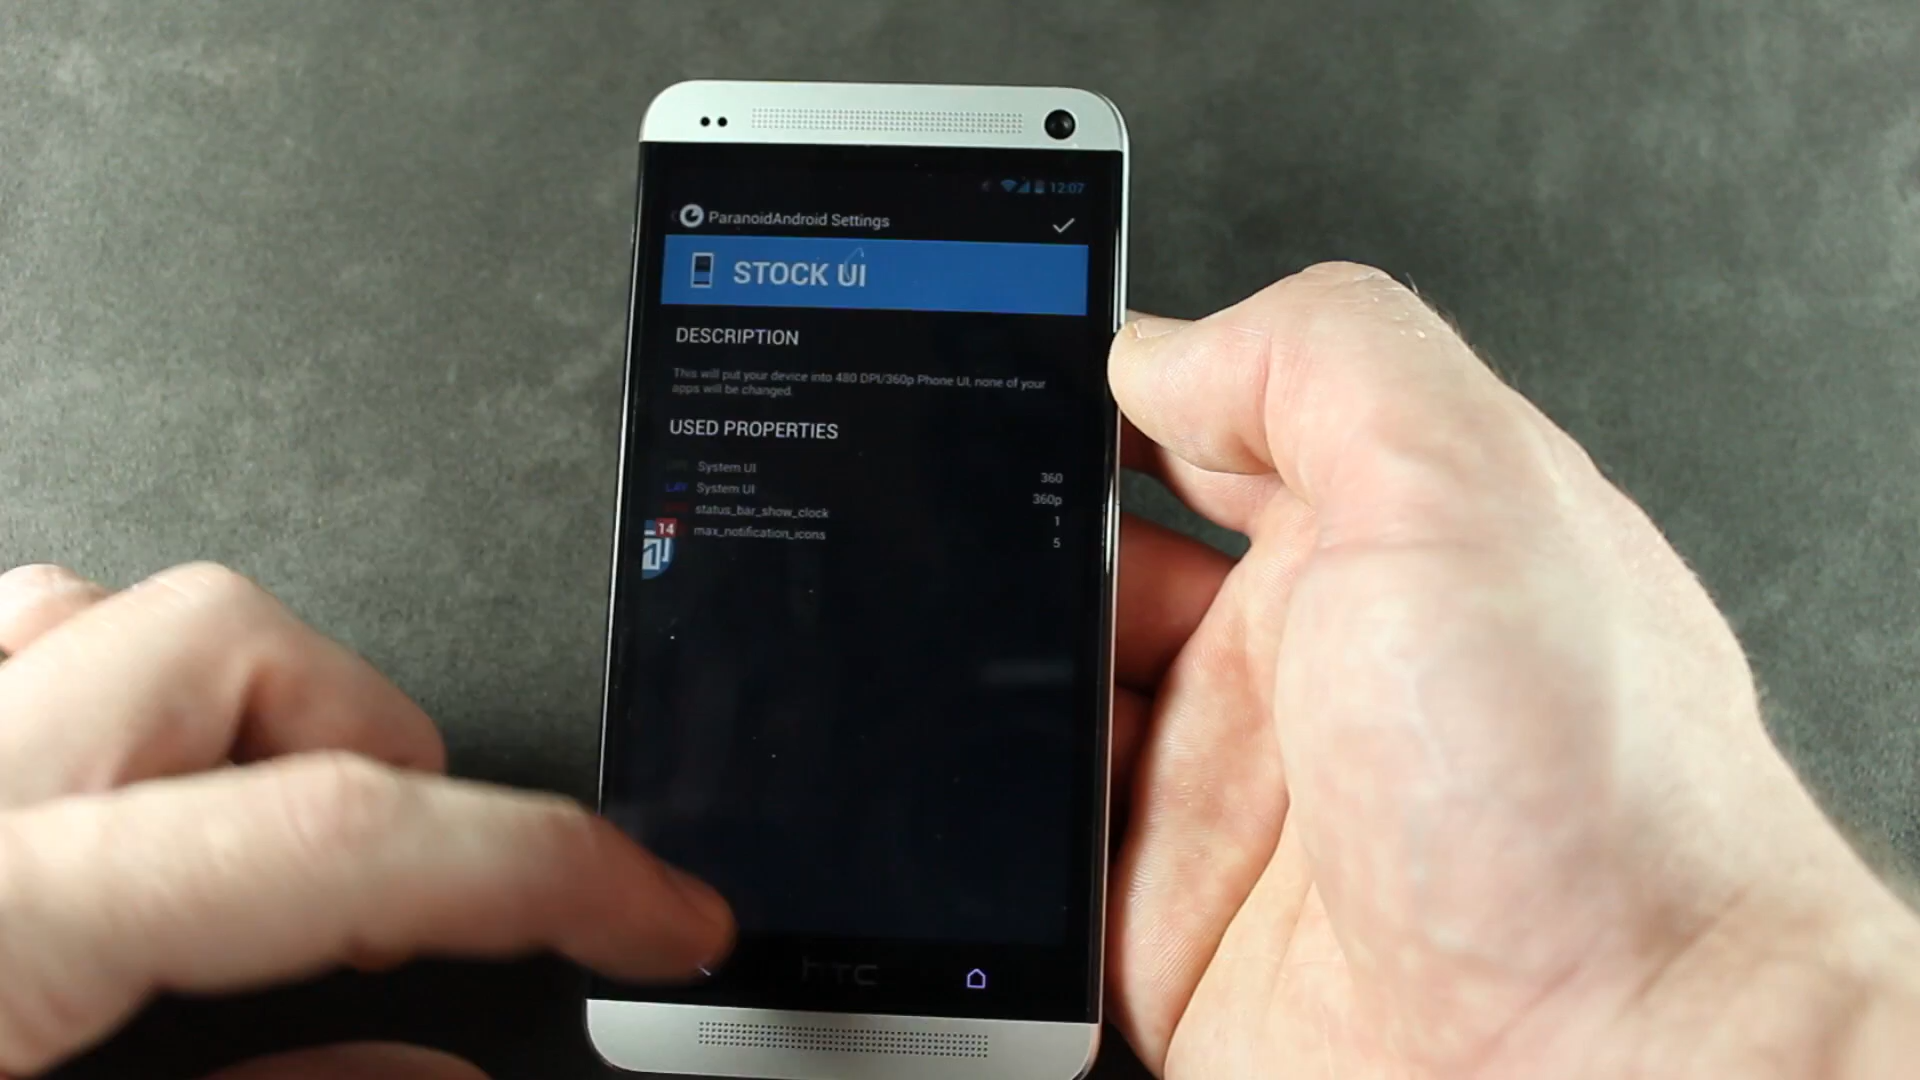 12:07
ParanoidAndroid Settings
STOCK UI
DESCRIPTION
This will put your device into 480 DPI/360p Phone UI, none of your
apps will be changed.
USED PROPERTIES
System UI 360
LAY System UI 360p
status_bar_show_clock 1
14 max_notification_icons 5
hTC